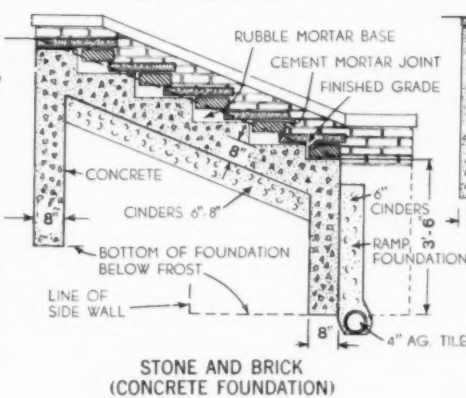 RUBBLE MORTAR BASE
CEMENT MORTAR JOINT
FINISHED GRADE
8"
CONCRETE
6"
CINDERS
8"
CINDERS 6"-8"
RAMP
FOUNDATION
3'-6"
BOTTOM OF FOUNDATION
BELOW FROST
LINE OF
SIDE WALL
8"
4" AG. TILE
STONE AND BRICK
(CONCRETE FOUNDATION)